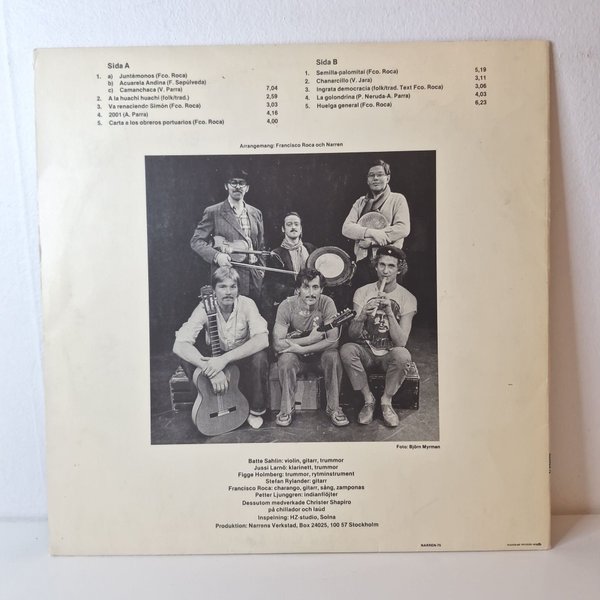 Sida A
1. a) Juntémonos (Fco. Roca)
b) Acuarela Andina (F. Sepúlveda)
c) Camanchaca (V. Parra) 7,04
2. A la huachi huachi (folk/trad.) 2,59
3. Va renaciendo Simón (Fco. Roca) 3,03
4. 2001 (A. Parra) 4,16
5. Carta a los obreros portuarios (Fco. Roca) 4,00
Sida B
1. Semilla-palomital (Fco. Roca) 5,19
2. Chanarcillo (V. Jara) 3,11
3. Ingrata democracia (folk/trad. Text Fco. Roca) 3,06
4. La golondrina (P. Neruda-A. Parra) 4,03
5. Huelga general (Fco. Roca) 6,23
Arrangemang: Francisco Roca och Narren
Foto: Björn Myrman
Batte Sahlin: violin, gitarr, trummor
Jussi Larnö: klarinett, trummor
Figge Holmberg: trummor, rytminstrument
Stefan Rylander: gitarr
Francisco Roca: charango, gitarr, sång, zamponas
Petter Ljunggren: indianflöjter
Dessutom medverkade Christer Shapiro
på chillador och laúd
Inspelning: HZ-studio, Solna
Produktion: Narrens Verkstad, Box 24025, 100 57 Stockholm
NARREN-75